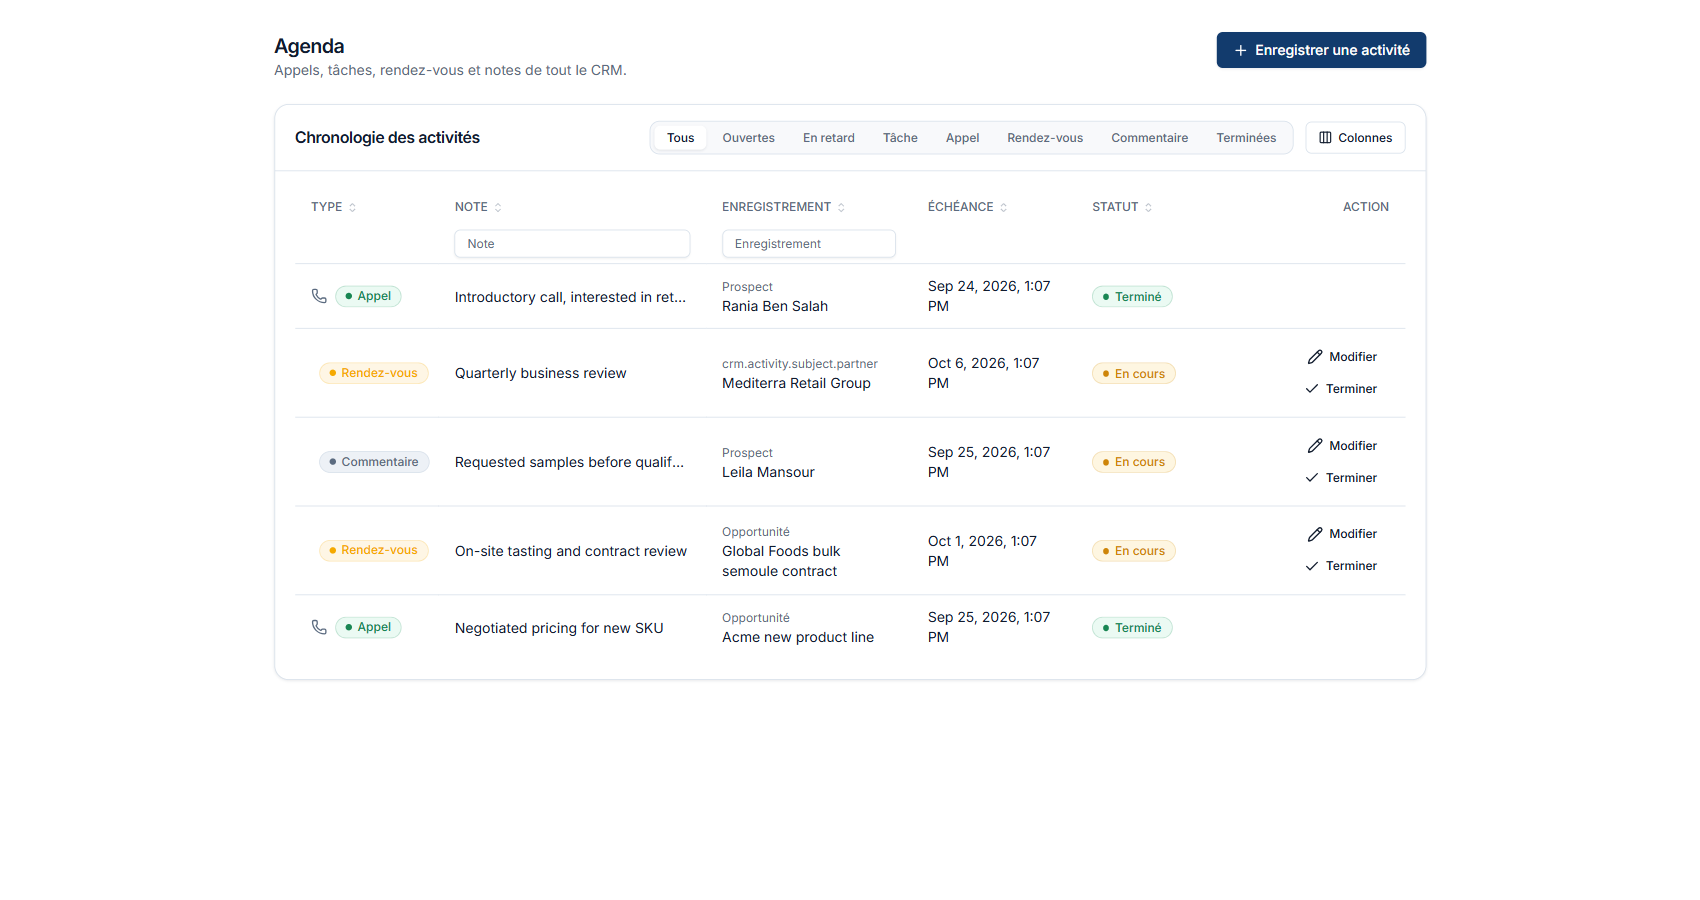 Agenda
Appels, tâches, rendez-vous et notes de tout le CRM.
Enregistrer une activité
Chronologie des activités
Tous
Ouvertes
En retard
Tâche
Appel
Rendez-vous
Commentaire
Terminées
Colonnes
TYPE
NOTE
ENREGISTREMENT
ÉCHÉANCE
STATUT
ACTION
Note
Enregistrement
Appel
Introductory call, interested in ret...
Prospect
Rania Ben Salah
Sep 24, 2026, 1:07
PM
Terminé
Rendez-vous
Quarterly business review
crm.activity.subject.partner
Mediterra Retail Group
Oct 6, 2026, 1:07
PM
En cours
Modifier
Terminer
Commentaire
Requested samples before qualif...
Prospect
Leila Mansour
Sep 25, 2026, 1:07
PM
En cours
Modifier
Terminer
Rendez-vous
On-site tasting and contract review
Opportunité
Global Foods bulk
semoule contract
Oct 1, 2026, 1:07
PM
En cours
Modifier
Terminer
Appel
Negotiated pricing for new SKU
Opportunité
Acme new product line
Sep 25, 2026, 1:07
PM
Terminé